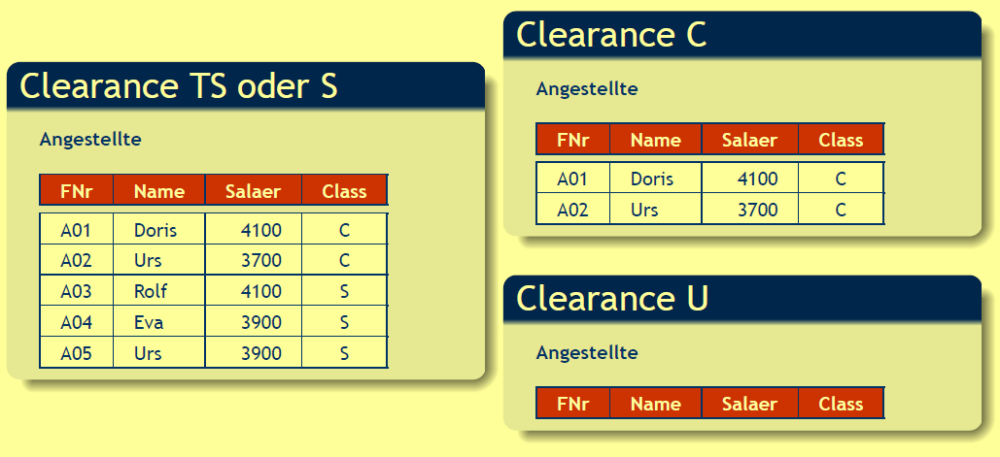 Clearance TS oder S
Angestellte
FNr Name Salaer Class
A01 Doris 4100 C
A02 Urs 3700 C
A03 Rolf 4100 S
A04 Eva 3900 S
A05 Urs 3900 S
Clearance C
Angestellte
FNr Name Salaer Class
A01 Doris 4100 C
A02 Urs 3700 C
Clearance U
Angestellte
FNr Name Salaer Class